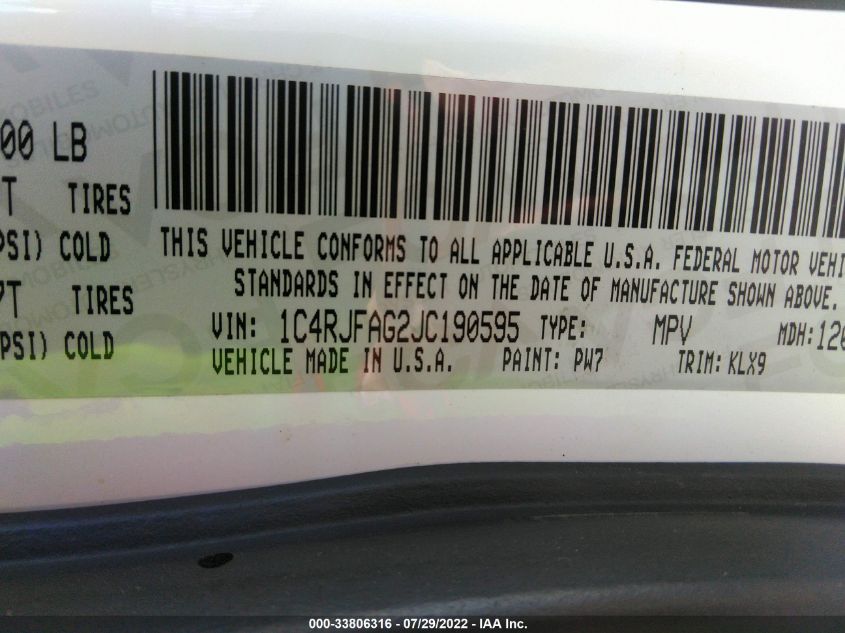 00 LB
T TIRES
PSI) COLD
7T TIRES
PSI) COLD
THIS VEHICLE CONFORMS TO ALL APPLICABLE U.S.A. FEDERAL MOTOR VEHI
STANDARDS IN EFFECT ON THE DATE OF MANUFACTURE SHOWN ABOVE.
VIN: 1C4RJFAG2JC190595 TYPE: MPV MDH:120
VEHICLE MADE IN U.S.A. PAINT: PW7 TRIM: KLX9
000-33806316 - 07/29/2022 - IAA Inc.